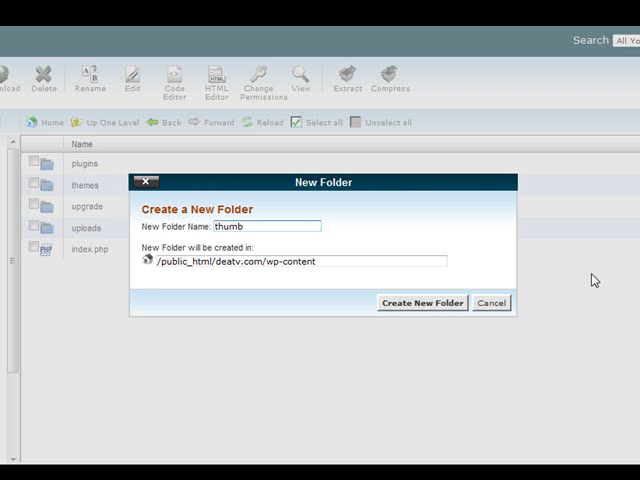 Search All Yo
nload Delete Rename Edit Code Editor HTML Editor Change Permissions View Extract Compress
Home Up One Level Back Forward Reload Select all Unselect all
Name
plugins
themes
upgrade
uploads
PHP index.php
New Folder
Create a New Folder
New Folder Name: thumb
New Folder will be created in:
/public_html/deatv.com/wp-content
Create New Folder Cancel